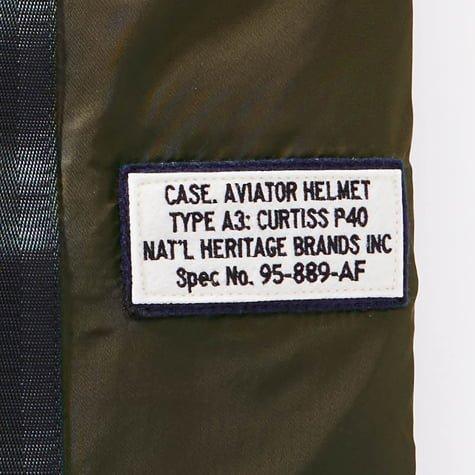 CASE. AVIATOR HELMET
TYPE A3: CURTISS P40
NAT'L HERITAGE BRANDS INC
Spec No. 95-889-AF